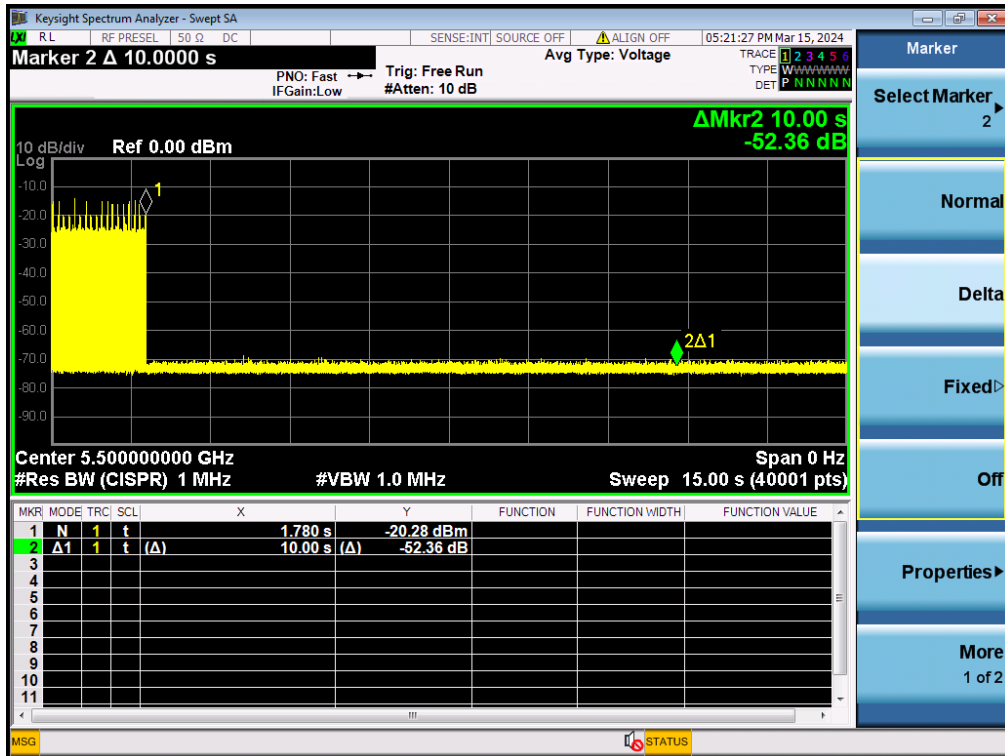 Keysight Spectrum Analyzer - Swept SA
LXI RL RF PRESEL 50 Ω DC SENSE:INT SOURCE OFF ALIGN OFF 05:21:27 PM Mar 15, 2024
Marker 2 Δ 10.0000 s
PNO: Fast
IFGain:Low
Trig: Free Run
#Atten: 10 dB
Avg Type: Voltage
TRACE 1 2 3 4 5 6
TYPE WWWWWW
DET P N N N N N
ΔMkr2 10.00 s
-52.36 dB
10 dB/div Ref 0.00 dBm
Log
-10.0
-20.0
-30.0
-40.0
-50.0
-60.0
-70.0
-80.0
-90.0
1
2Δ1
Center 5.500000000 GHz Span 0 Hz
#Res BW (CISPR) 1 MHz #VBW 1.0 MHz Sweep 15.00 s (40001 pts)
MKR MODE TRC SCL X Y FUNCTION FUNCTION WIDTH FUNCTION VALUE
1 N 1 t 1.780 s -20.28 dBm
2 Δ1 1 t (Δ) 10.00 s (Δ) -52.36 dB
3
4
5
6
7
8
9
10
11
MSG STATUS
Marker
Select Marker
2
Normal
Delta
Fixed
Off
Properties
More
1 of 2